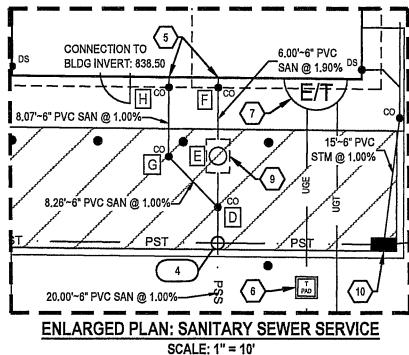 5
DS
CONNECTION TO
BLDG INVERT: 838.50
6.00'~6" PVC
SAN @ 1.90%
DS
CO
CO
H
F
E/T
7
CO
8.07'~6" PVC SAN @ 1.00%
15'~6" PVC
STM @ 1.00%
CO
G
E
9
UGE
UGT
8.26'~6" PVC SAN @ 1.00%
CO
D
ST
PST
PST
4
T
PAD
6
10
20.00'~6" PVC SAN @ 1.00%
PSS
ENLARGED PLAN: SANITARY SEWER SERVICE
SCALE: 1" = 10'